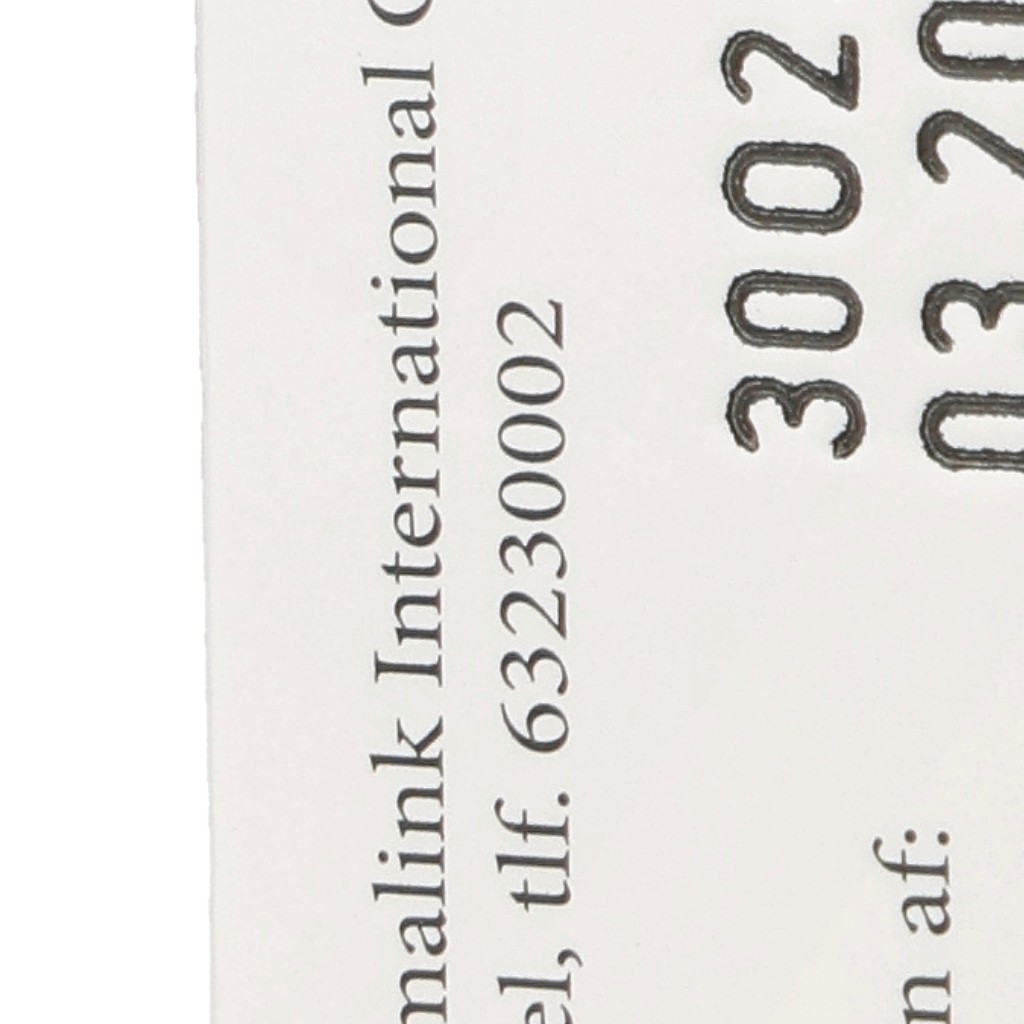 malink International
el, tlf. 63230002
3002
n af:
03 20